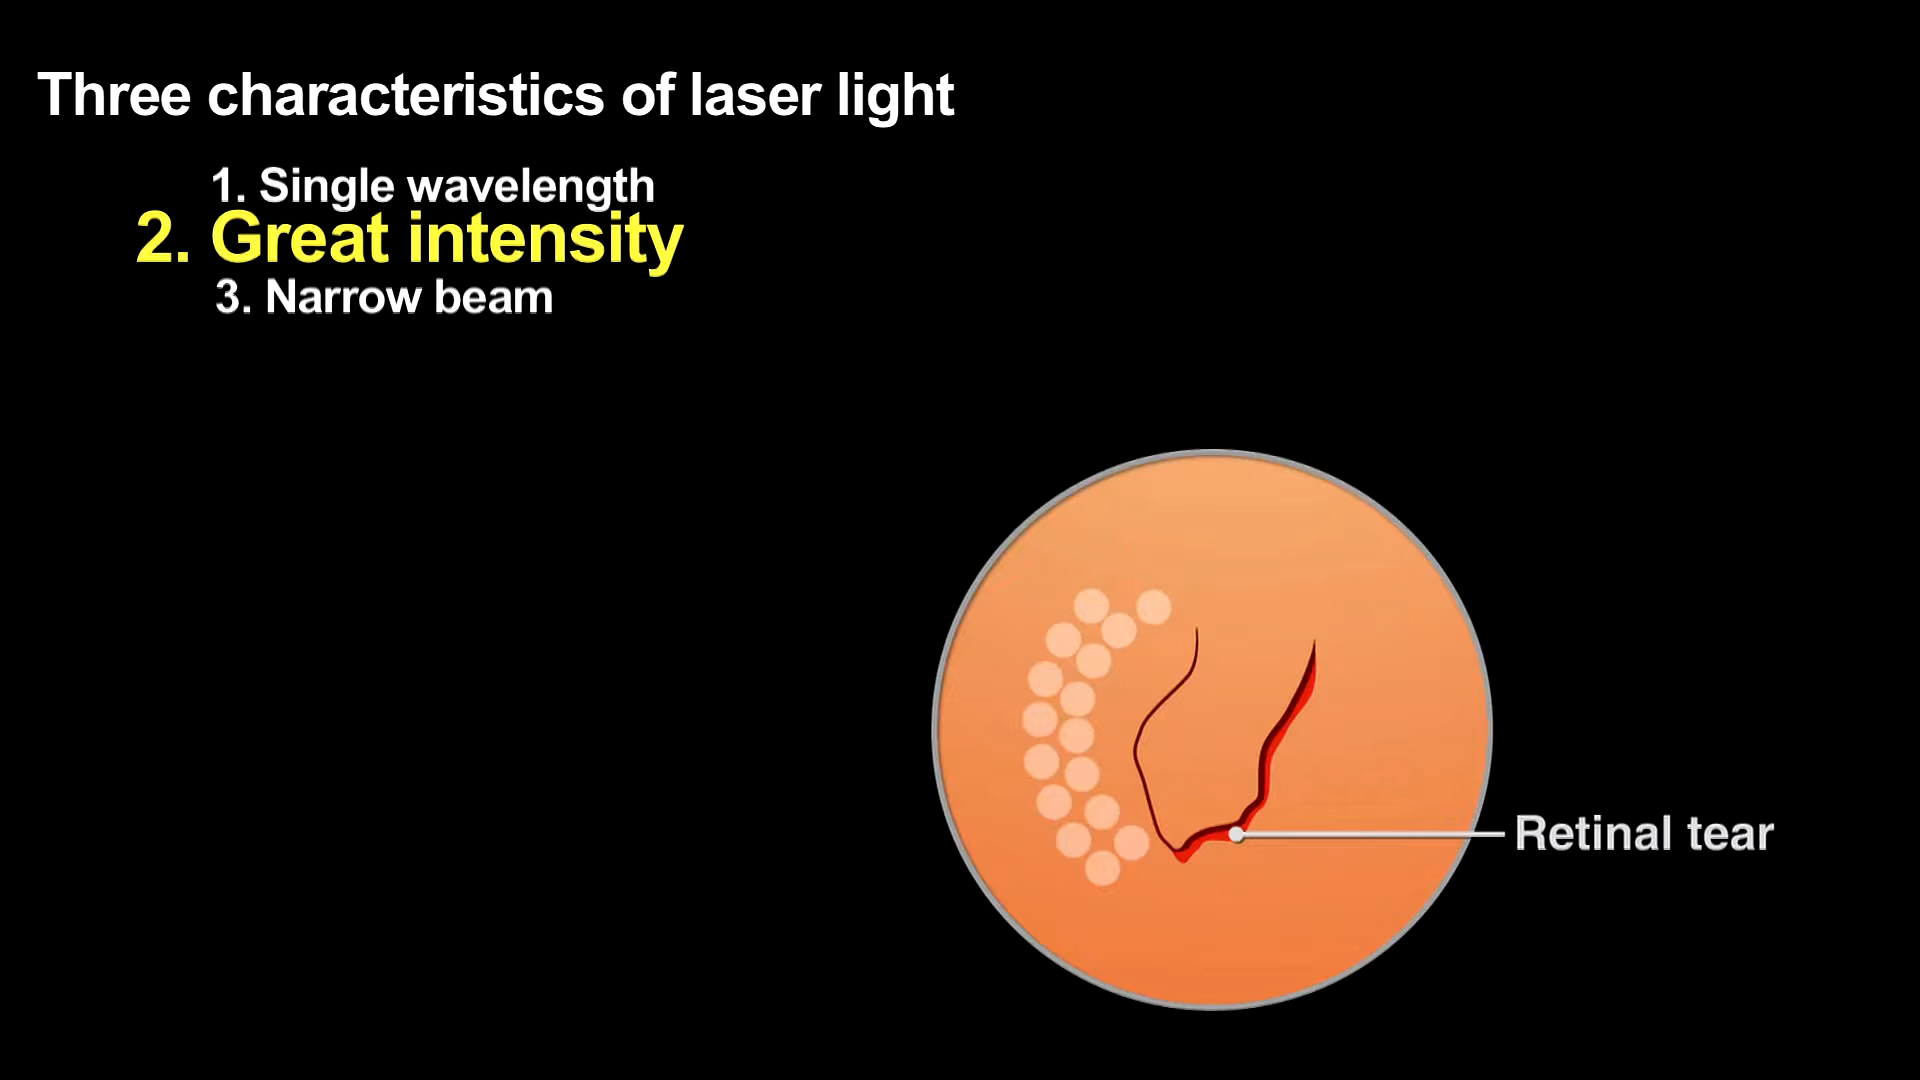 Three characteristics of laser light
1. Single wavelength
2. Great intensity
3. Narrow beam
Retinal tear